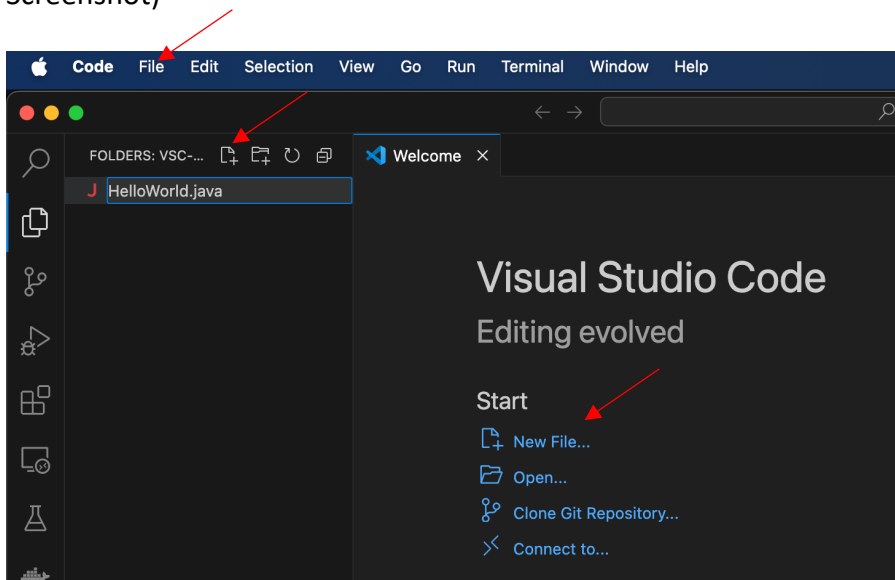 Screenshot)
Code File Edit Selection View Go Run Terminal Window Help
FOLDERS: VSC-...
Welcome
J HelloWorld.java
Visual Studio Code
Editing evolved
Start
New File...
Open...
Clone Git Repository...
Connect to...